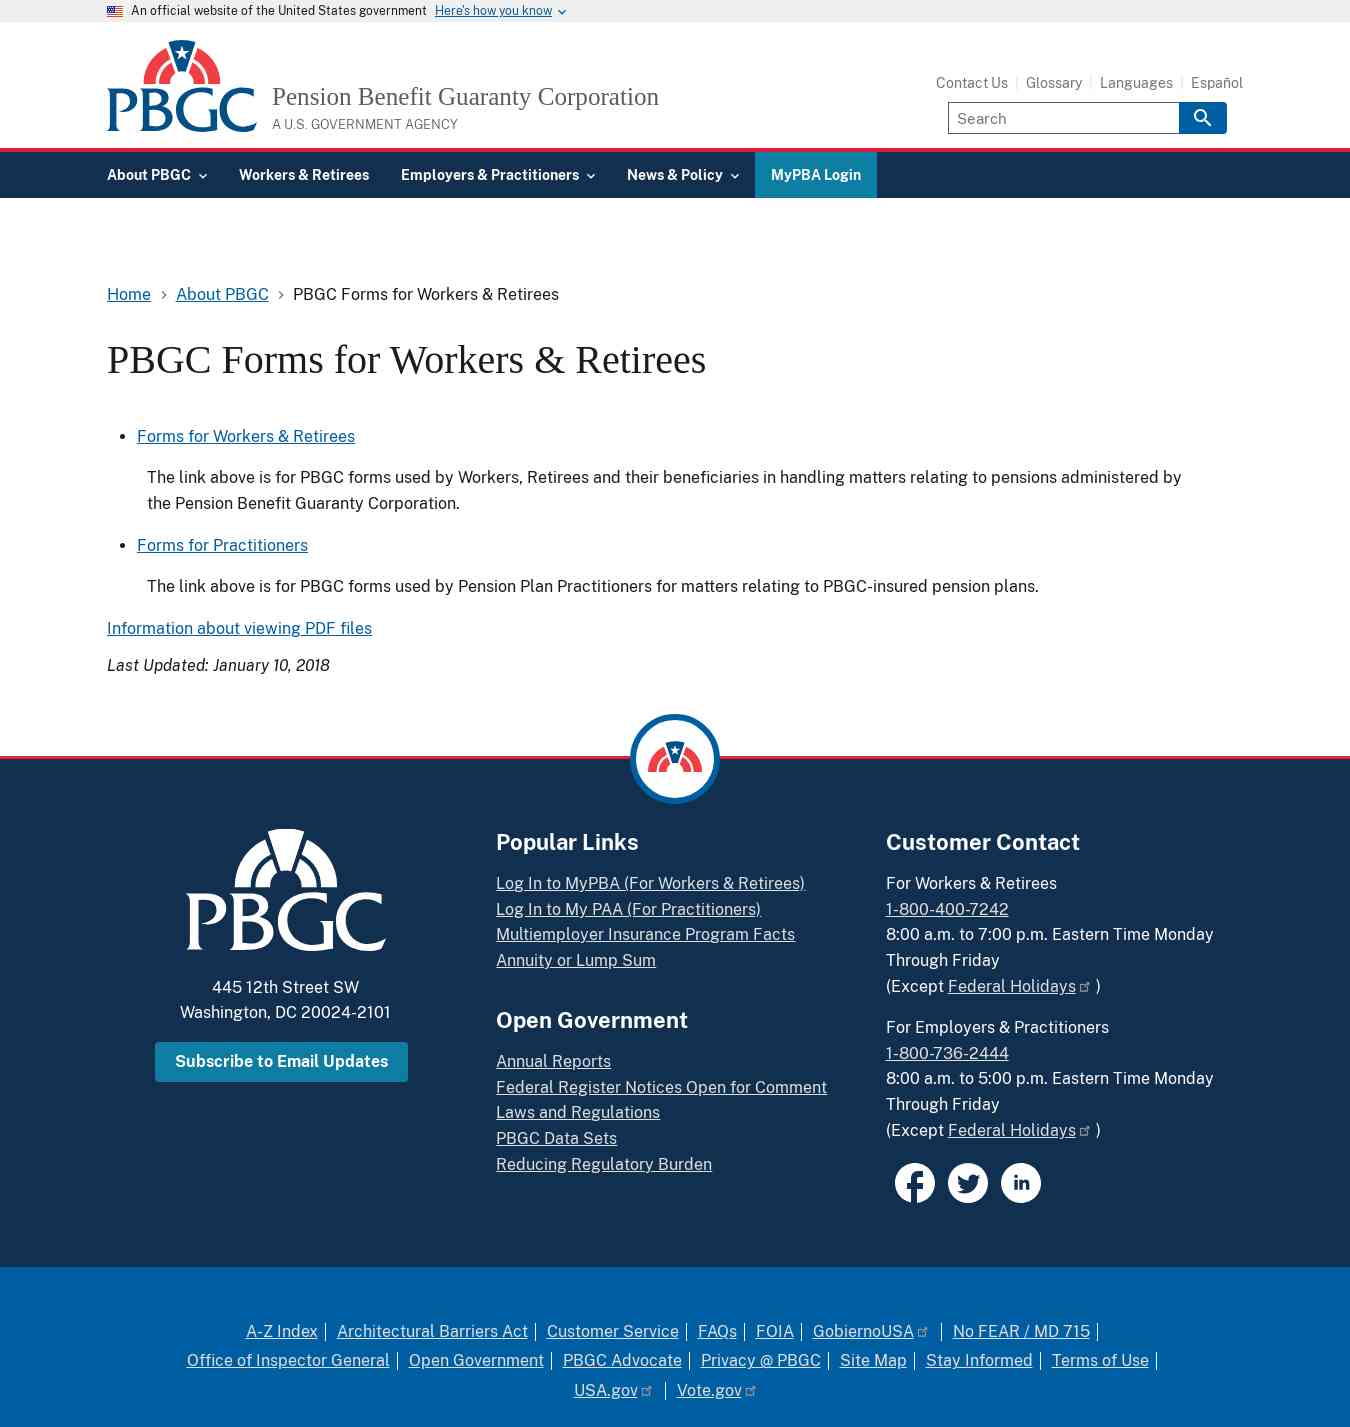 An official website of the United States government Here's how you know
PBGC
Pension Benefit Guaranty Corporation
A U.S. GOVERNMENT AGENCY
Contact Us Glossary Languages Español
Search
About PBGC Workers & Retirees Employers & Practitioners News & Policy MyPBA Login
Home About PBGC PBGC Forms for Workers & Retirees
PBGC Forms for Workers & Retirees
Forms for Workers & Retirees
The link above is for PBGC forms used by Workers, Retirees and their beneficiaries in handling matters relating to pensions administered by
the Pension Benefit Guaranty Corporation.
Forms for Practitioners
The link above is for PBGC forms used by Pension Plan Practitioners for matters relating to PBGC-insured pension plans.
Information about viewing PDF files
Last Updated: January 10, 2018
PBGC
445 12th Street SW
Washington, DC 20024-2101
Subscribe to Email Updates
Popular Links
Log In to MyPBA (For Workers & Retirees)
Log In to My PAA (For Practitioners)
Multiemployer Insurance Program Facts
Annuity or Lump Sum
Open Government
Annual Reports
Federal Register Notices Open for Comment
Laws and Regulations
PBGC Data Sets
Reducing Regulatory Burden
Customer Contact
For Workers & Retirees
1-800-400-7242
8:00 a.m. to 7:00 p.m. Eastern Time Monday
Through Friday
(Except Federal Holidays )
For Employers & Practitioners
1-800-736-2444
8:00 a.m. to 5:00 p.m. Eastern Time Monday
Through Friday
(Except Federal Holidays )
in
A-Z Index Architectural Barriers Act Customer Service FAQs FOIA GobiernoUSA No FEAR / MD 715
Office of Inspector General Open Government PBGC Advocate Privacy @ PBGC Site Map Stay Informed Terms of Use
USA.gov Vote.gov